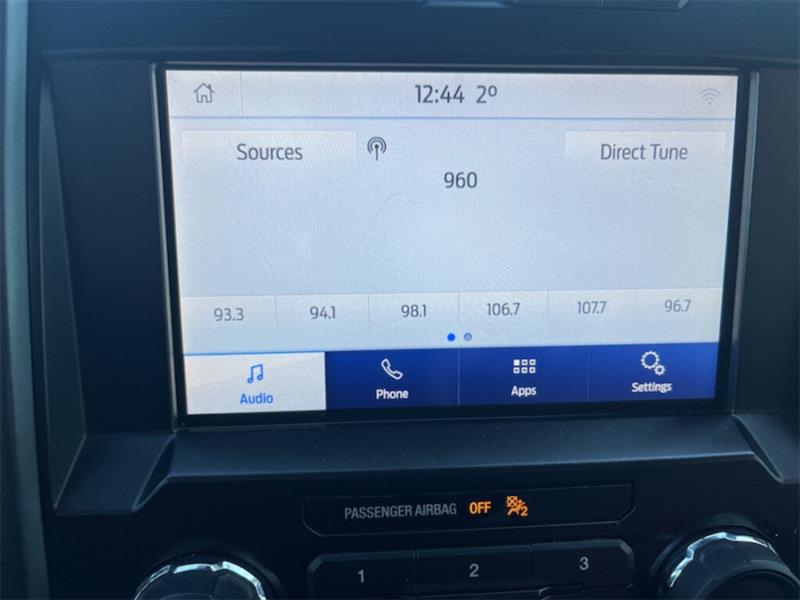 12:44 2º
Sources Direct Tune
960
93.3 94.1 98.1 106.7 107.7 96.7
Audio Phone Apps Settings
PASSENGER AIRBAG OFF 2
1 2 3